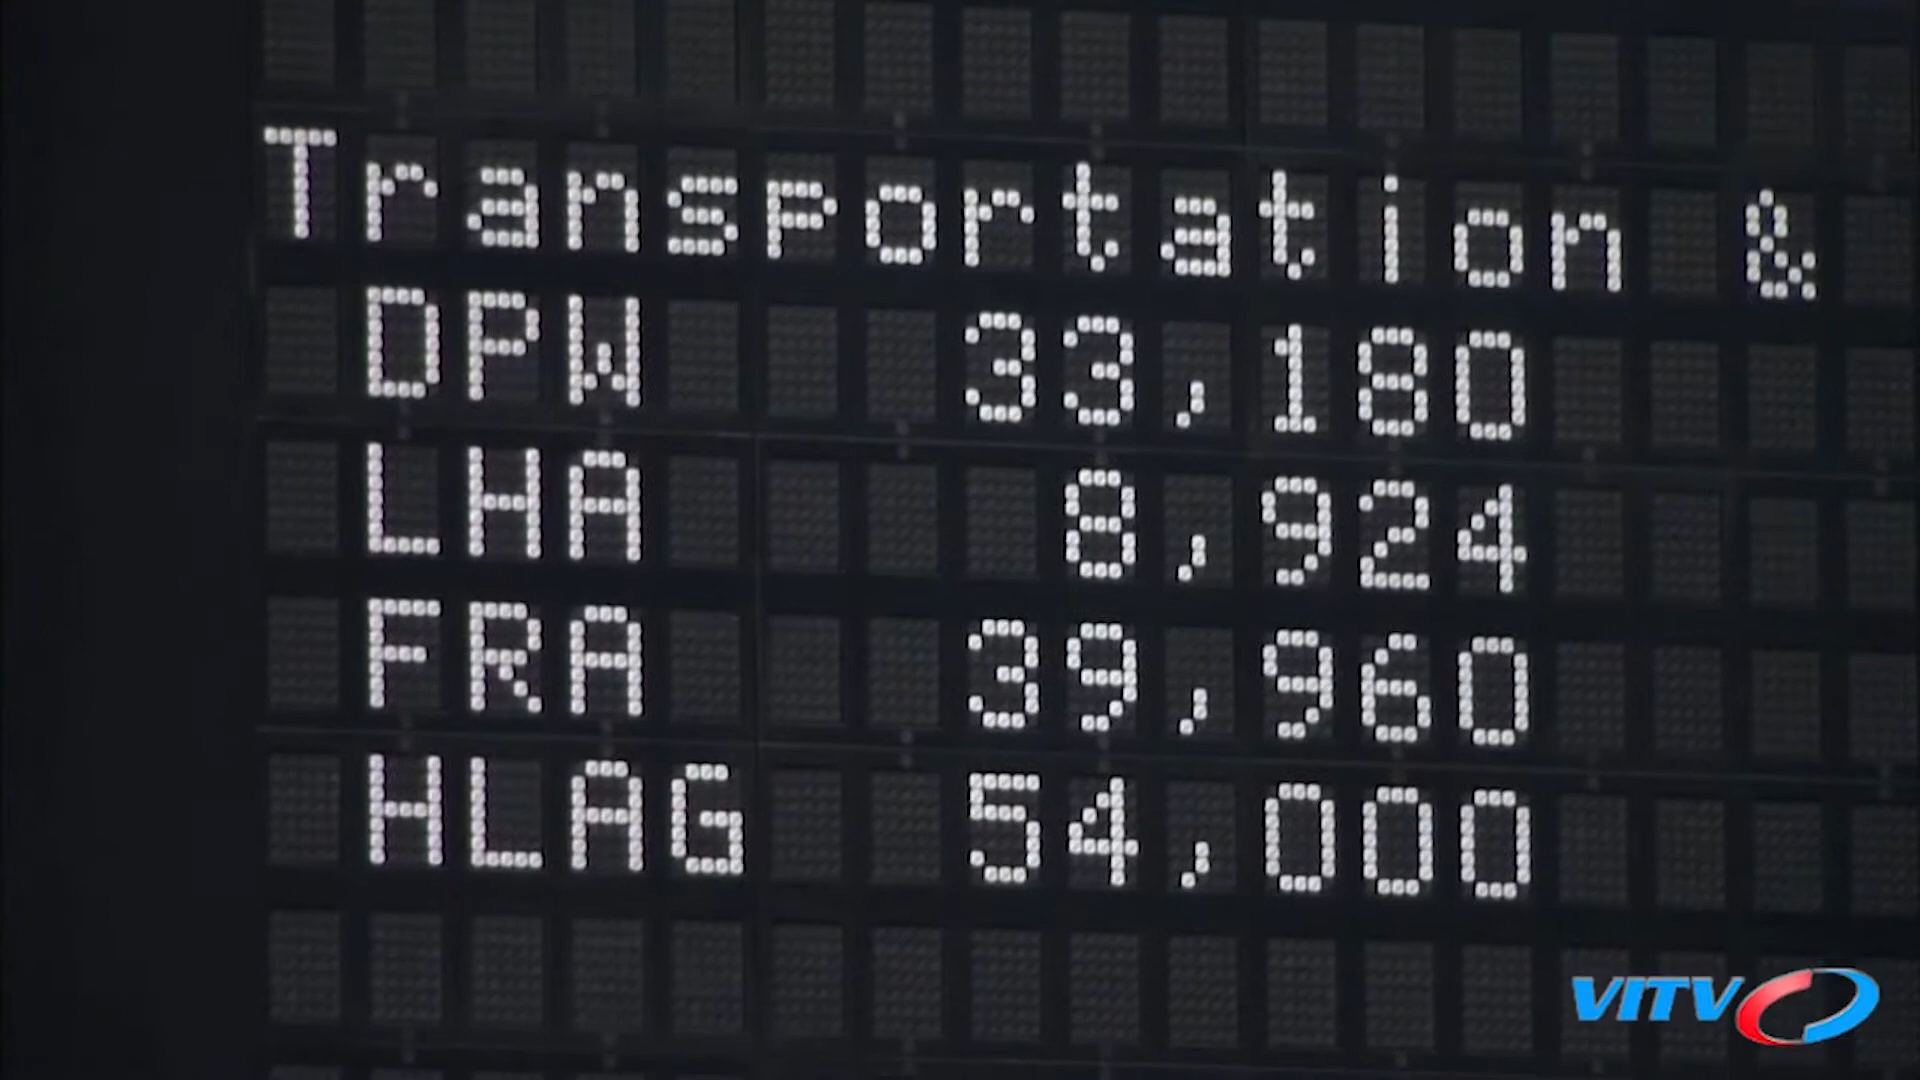 Transportation &
DPW 33,180
LHA 8,924
FRA 39,960
HLAG 54,000
VITV